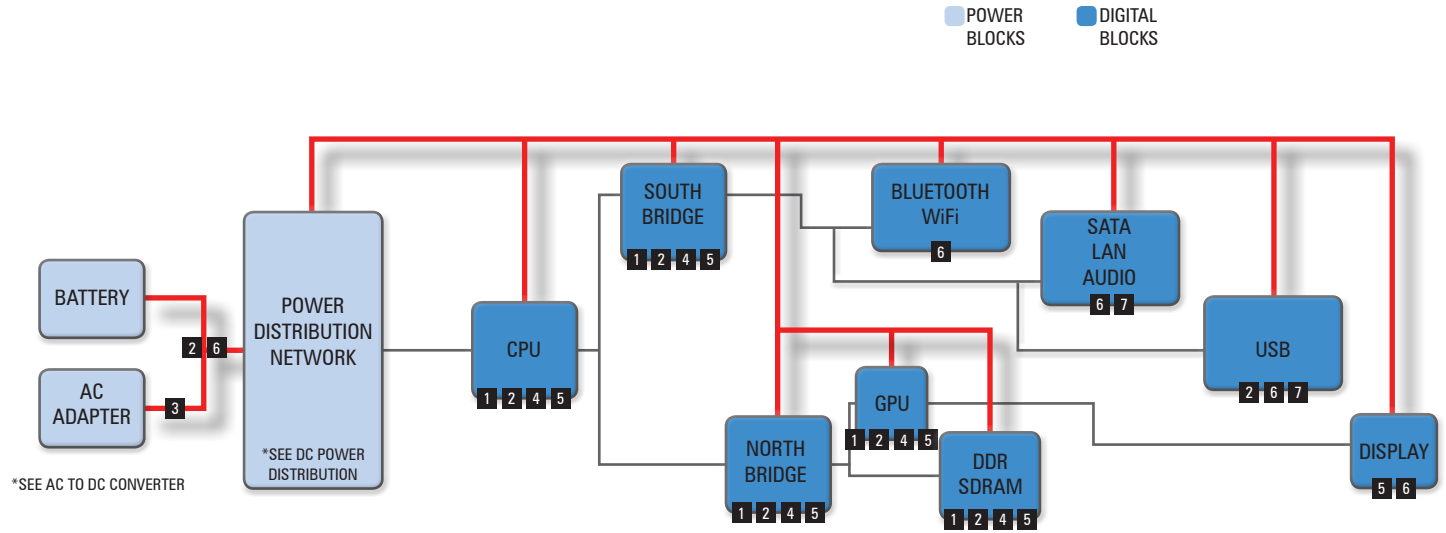 POWER
BLOCKS
DIGITAL
BLOCKS
SOUTH
BRIDGE
1 2 4 5
BLUETOOTH
WiFi
6
SATA
LAN
AUDIO
6 7
BATTERY
2 6
AC
ADAPTER
3
*SEE AC TO DC CONVERTER
POWER
DISTRIBUTION
NETWORK
*SEE DC POWER
DISTRIBUTION
CPU
1 2 4 5
USB
2 6 7
GPU
1 2 4 5
NORTH
BRIDGE
1 2 4 5
DDR
SDRAM
1 2 4 5
DISPLAY
5 6